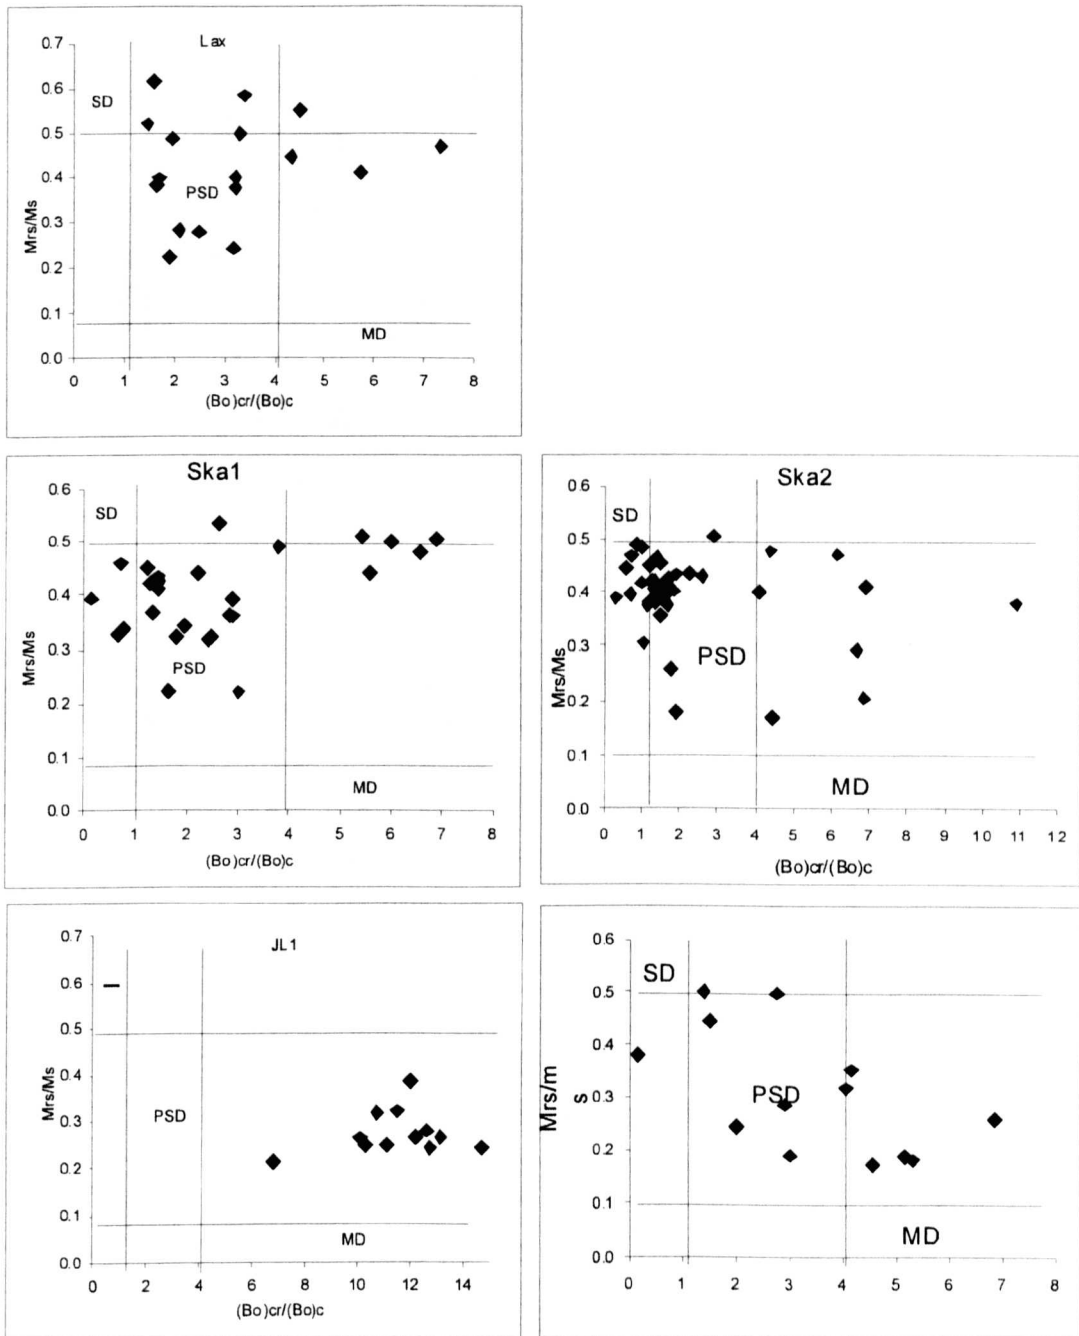 Lax
0.7
0.6
0.5
0.4
0.3
0.2
0.1
0.0
Mrs/Ms
SD
PSD
MD
0 1 2 3 4 5 6 7 8
(Bo)cr/(Bo)c
Ska1
0.6
0.5
0.4
0.3
0.2
0.1
0.0
Mrs/Ms
SD
PSD
MD
0 1 2 3 4 5 6 7 8
(Bo)cr/(Bo)c
Ska2
0.6
0.5
0.4
0.3
0.2
0.1
0.0
Mrs/Ms
SD
PSD
MD
0 1 2 3 4 5 6 7 8 9 10 11 12
(Bo)cr/(Bo)c
JL1
0.7
0.6
0.5
0.4
0.3
0.2
0.1
0.0
Mrs/Ms
PSD
MD
0 2 4 6 8 10 12 14
(Bo)cr/(Bo)c
0.6
0.5
0.4
0.3
0.2
0.1
0.0
Mrs/m
s
SD
PSD
MD
0 1 2 3 4 5 6 7 8